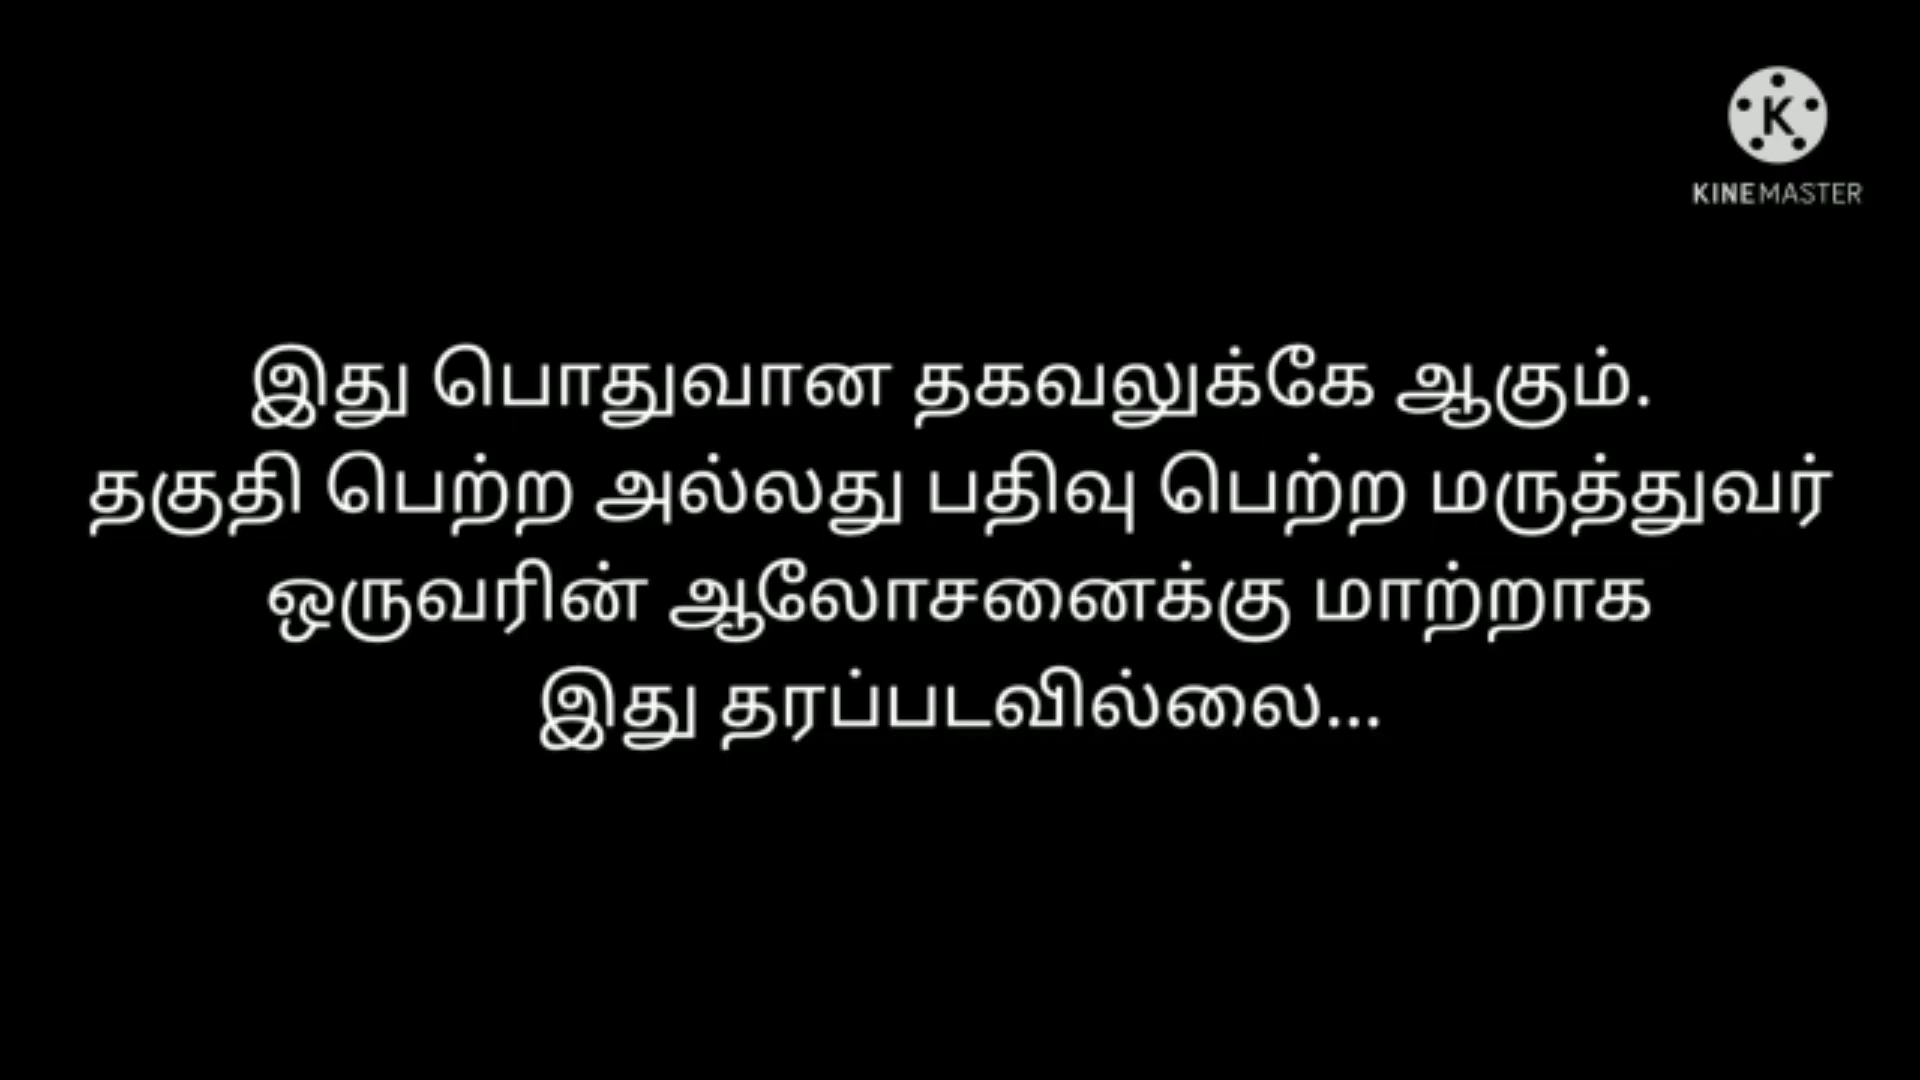 K
KINEMASTER
இது பொதுவான தகவலுக்கே ஆகும்.
தகுதி பெற்ற அல்லது பதிவு பெற்ற மருத்துவர்
ஒருவரின் ஆலோசனைக்கு மாற்றாக
இது தரப்படவில்லை...